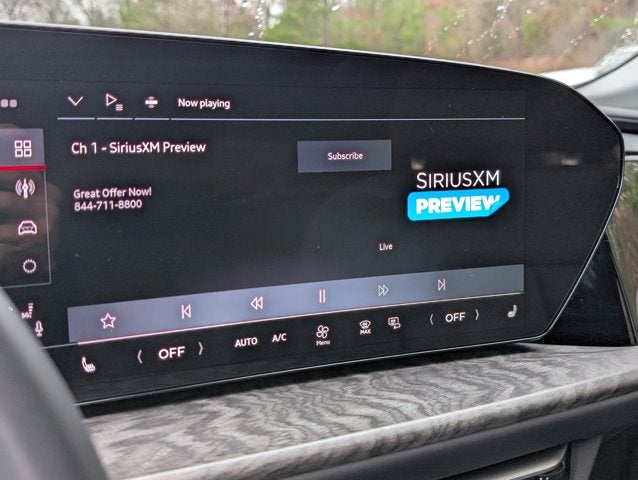 Now playing
Ch 1 - SiriusXM Preview
Subscribe
Great Offer Now!
844-711-8800
SIRIUSXM
PREVIEW
Live
OFF
AUTO
A/C
Menu
MAX
OFF